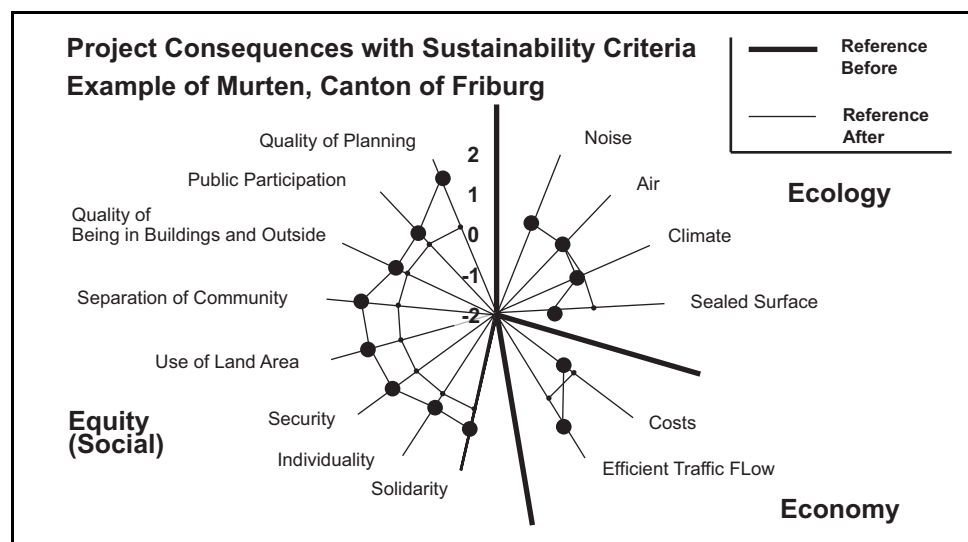 Project Consequences with Sustainability Criteria
Example of Murten, Canton of Friburg
Reference
Before
Reference
After
Quality of Planning
Public Participation
Quality of
Being in Buildings and Outside
Separation of Community
Use of Land Area
Security
Individuality
Solidarity
Equity
(Social)
2
1
0
-1
-2
Noise
Air
Climate
Sealed Surface
Ecology
Costs
Efficient Traffic FLow
Economy